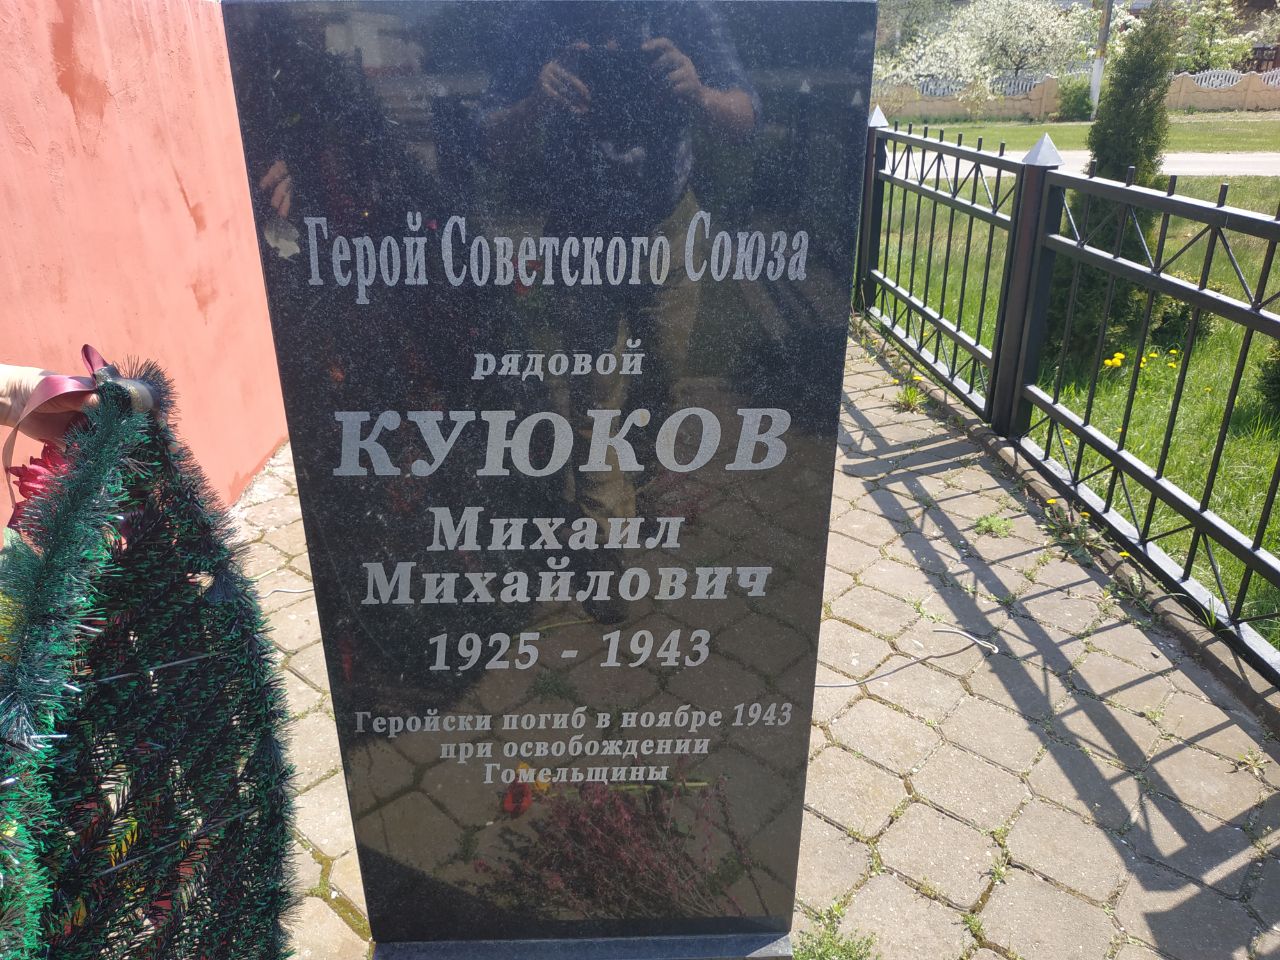 Герой Советского Союза
рядовой
КУЮКОВ
Михаил
Михайлович
1925 - 1943
Геройски погиб в ноябре 1943
при освобождении
Гомельщины